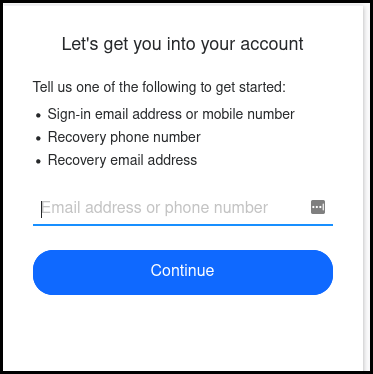 Let's get you into your account
Tell us one of the following to get started:
• Sign-in email address or mobile number
• Recovery phone number
• Recovery email address
Email address or phone number
Continue